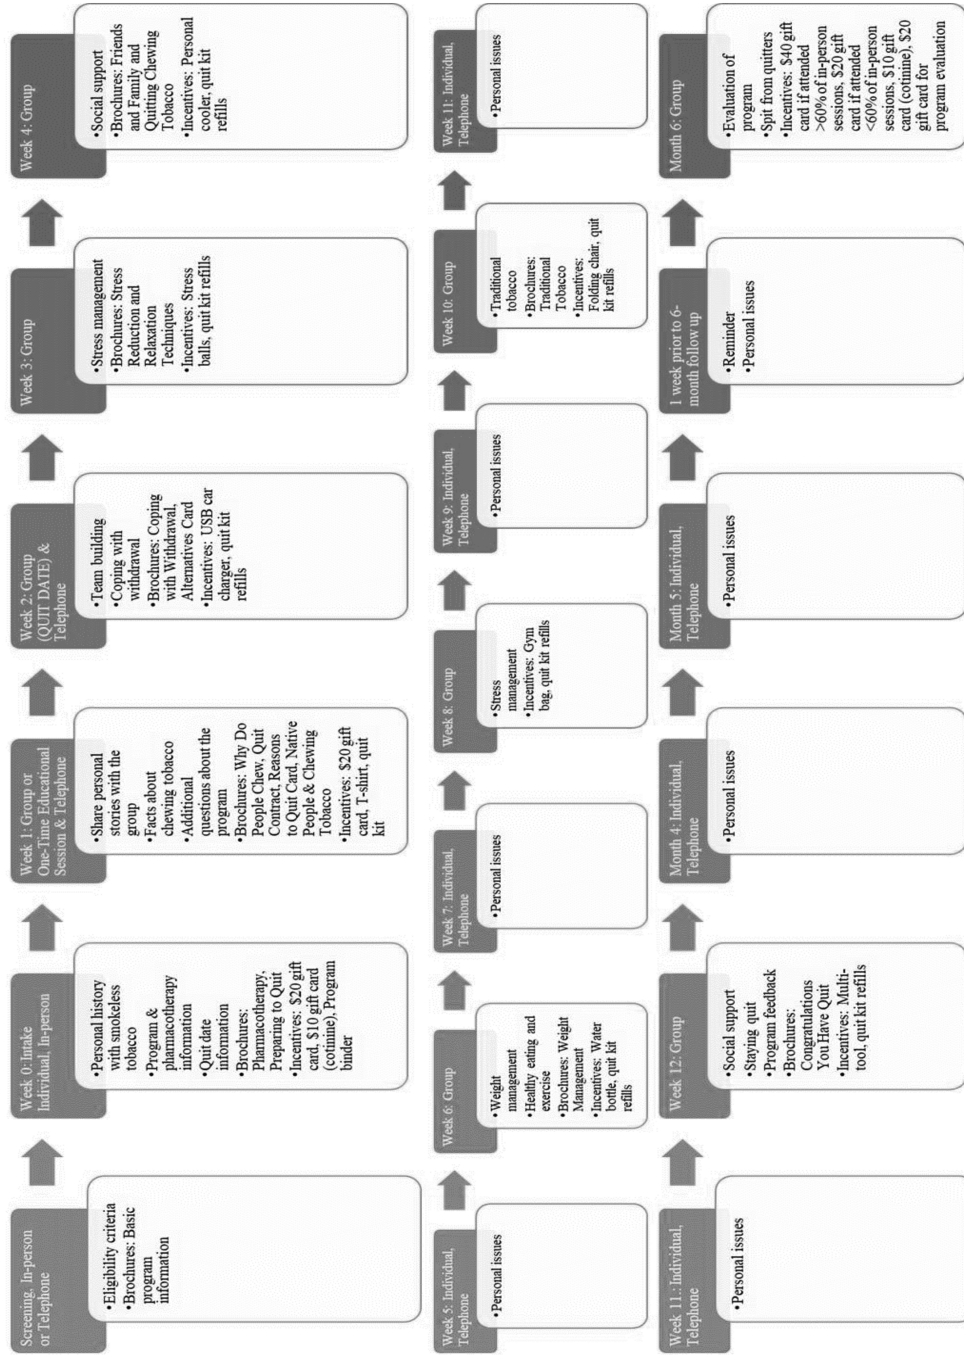 Screening, In-person
or Telephone
•Eligibility criteria
•Brochures: Basic
program
information
Week 0: Intake
Individual, In-person
•Personal history
with smokeless
tobacco
•Program &
pharmacotherapy
information
•Quit date
information
•Brochures:
Pharmacotherapy,
Preparing to Quit
•Incentives: $20 gift
card, $10 gift card
(cotinine), Program
binder
Week 1: Group or
One-Time Educational
Session & Telephone
•Share personal
stories with the
group
•Facts about
chewing tobacco
•Additional
questions about the
program
•Brochures: Why Do
People Chew, Quit
Contract, Reasons
to Quit Card, Native
People & Chewing
Tobacco
•Incentives: $20 gift
card, T-shirt, quit
kit
Week 2: Group
(QUIT DATE) &
Telephone
•Team building
•Coping with
withdrawal
•Brochures: Coping
with Withdrawal,
Alternatives Card
•Incentives: USB car
charger, quit kit
refills
Week 3: Group
•Stress management
•Brochures: Stress
Reduction and
Relaxation
Techniques
•Incentives: Stress
balls, quit kit refills
Week 4: Group
•Social support
•Brochures: Friends
and Family and
Quitting Chewing
Tobacco
•Incentives: Personal
cooler, quit kit
refills
Week 5: Individual,
Telephone
•Personal issues
Week 6: Group
•Weight
management
•Healthy eating and
exercise
•Brochures: Weight
Management
•Incentives: Water
bottle, quit kit
refills
Week 7: Individual,
Telephone
•Personal issues
Week 8: Group
•Stress
management
•Incentives: Gym
bag, quit kit refills
Week 9: Individual,
Telephone
•Personal issues
Week 10: Group
•Traditional
tobacco
•Brochures:
Traditional
Tobacco
•Incentives:
Folding chair, quit
kit refills
Week 11: Individual,
Telephone
•Personal issues
Week 11.: Individual,
Telephone
•Personal issues
Week 12: Group
•Social support
•Staying quit
•Program feedback
•Brochures:
Congratulations
You Have Quit
•Incentives: Multi-
tool, quit kit refills
Month 4: Individual,
Telephone
•Personal issues
Month 5: Individual,
Telephone
•Personal issues
1 week prior to 6-
month follow up
•Reminder
•Personal issues
Month 6: Group
•Evaluation of
program
•Spit from quitters
•Incentives: $40 gift
card if attended
>60% of in-person
sessions, $20 gift
card if attended
<60% of in-person
sessions, $10 gift
card (cotinine), $20
gift card for
program evaluation